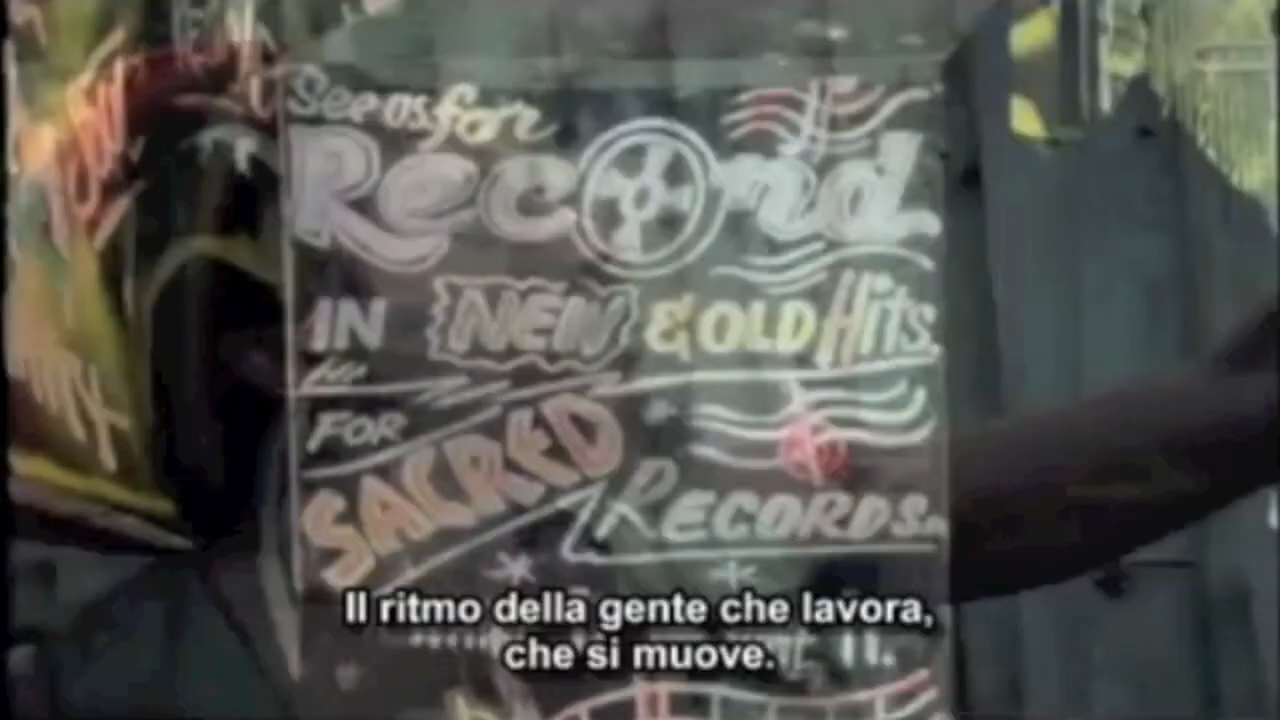 See us for
Record
IN NEW & OLD Hits.
FOR
SACRED
RECORDS.
Il ritmo della gente che lavora,
che si muove.